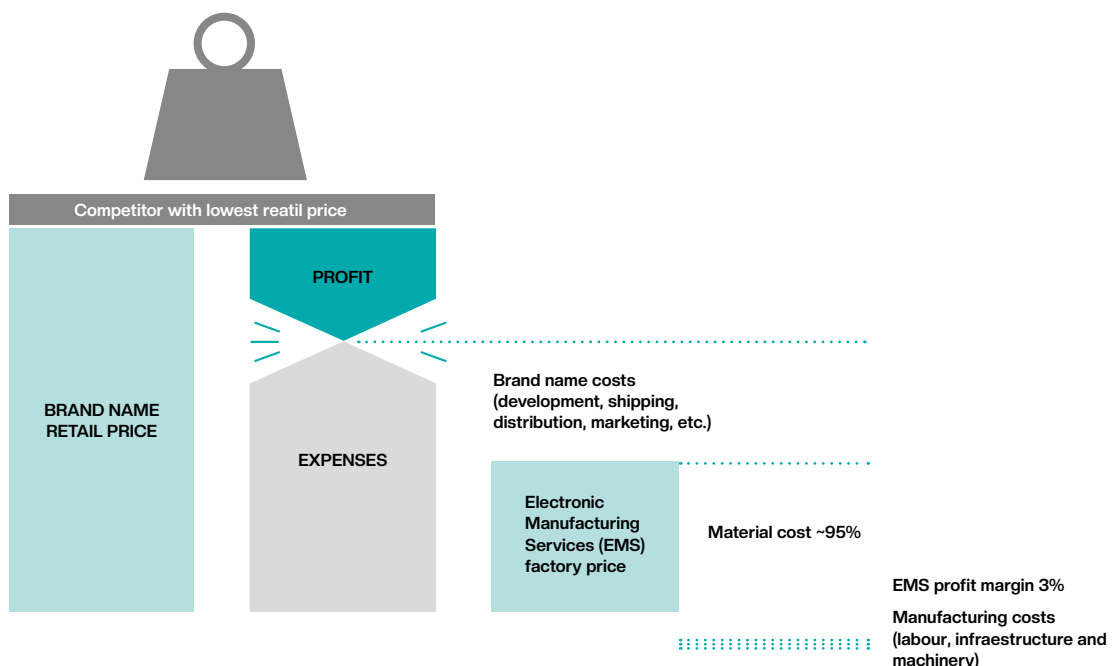 Competitor with lowest reatil price
PROFIT
BRAND NAME
RETAIL PRICE
EXPENSES
Brand name costs
(development, shipping,
distribution, marketing, etc.)
Electronic
Manufacturing
Services (EMS)
factory price
Material cost ~95%
EMS profit margin 3%
Manufacturing costs
(labour, infraestructure and
machinery)